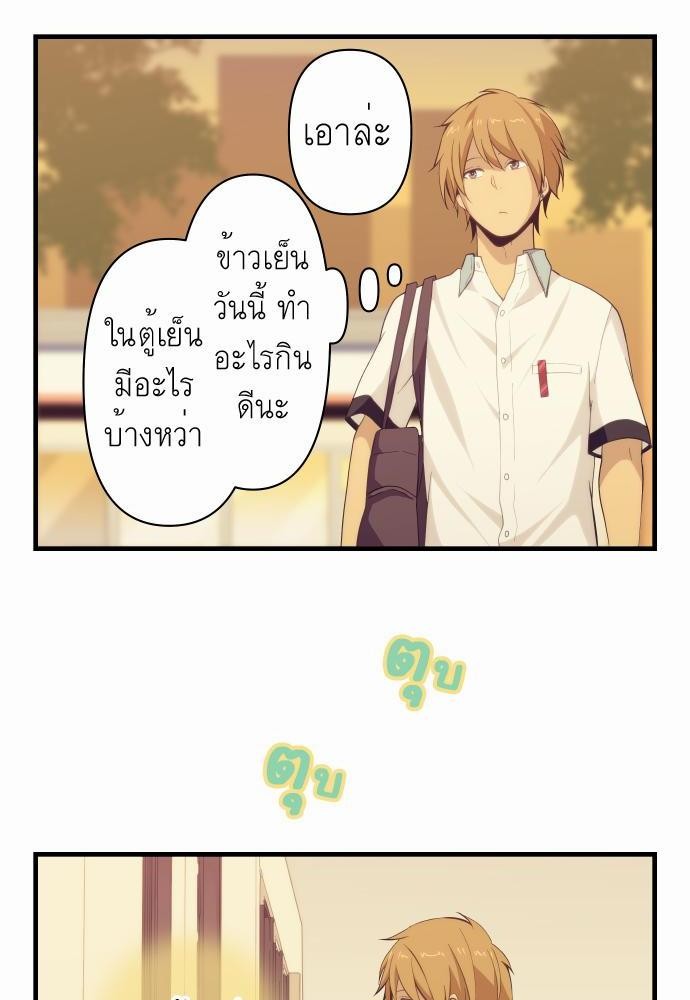 เอาล่ะ
ข้าวเย็น
วันนี้ ทำ
อะไรกิน
ดีนะ
ในตู้เย็น
มีอะไร
บ้างหว่า
ตุบ
ตุบ